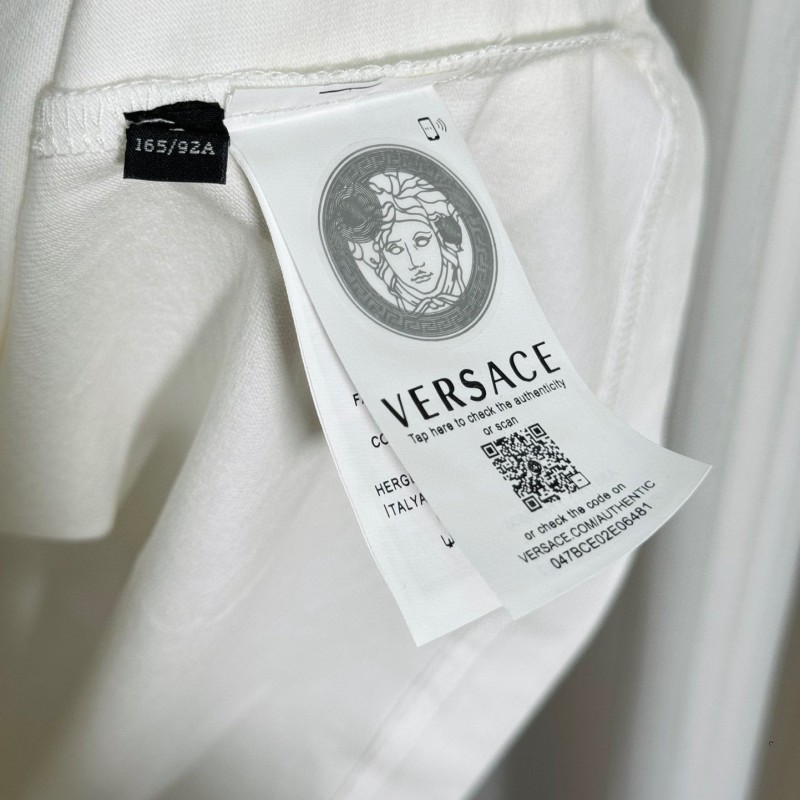 165/92A
VERSACE
Tap here to check the authenticity
or scan
or check the code on
VERSACE.COM/AUTHENTIC
047BCE02E06481